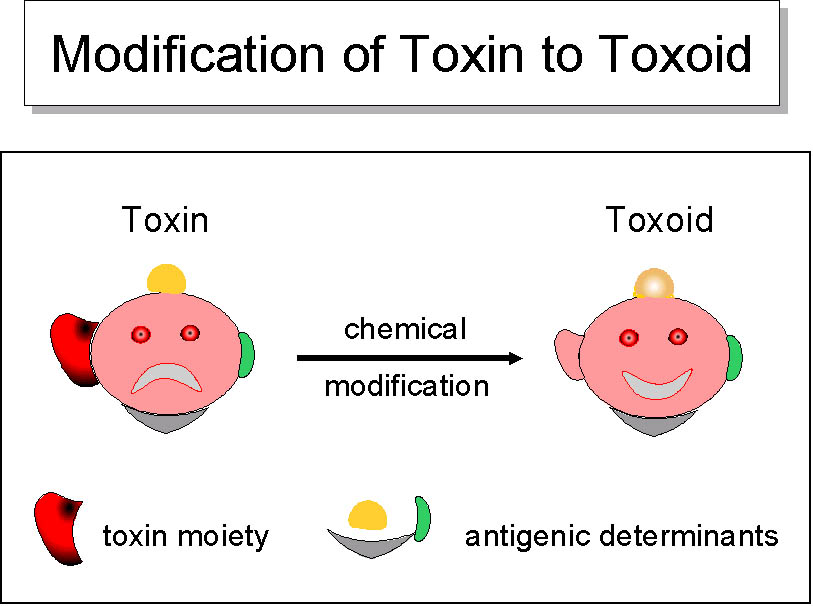 Modification of Toxin to Toxoid
Toxin
Toxoid
chemical
modification
toxin moiety
antigenic determinants